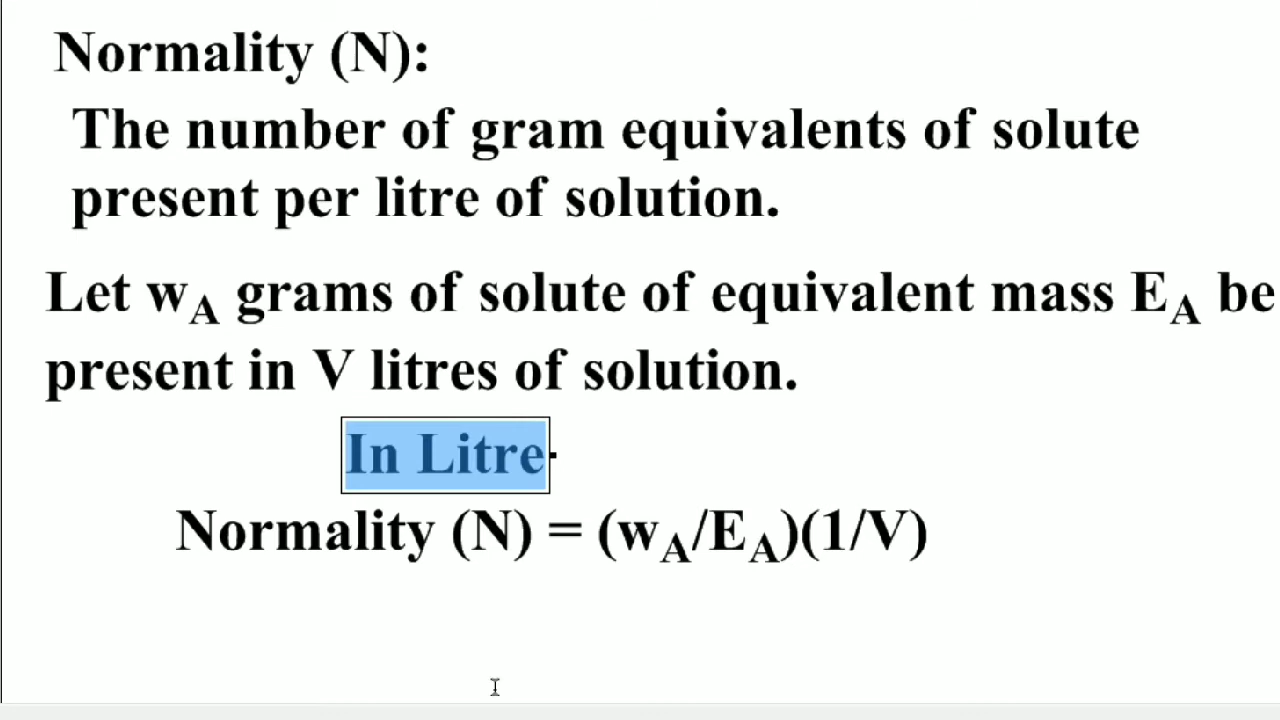 Normality (N):
The number of gram equivalents of solute
present per litre of solution.
Let wA grams of solute of equivalent mass EA be
present in V litres of solution.
In Litre
Normality (N) = (wA/EA)(1/V)